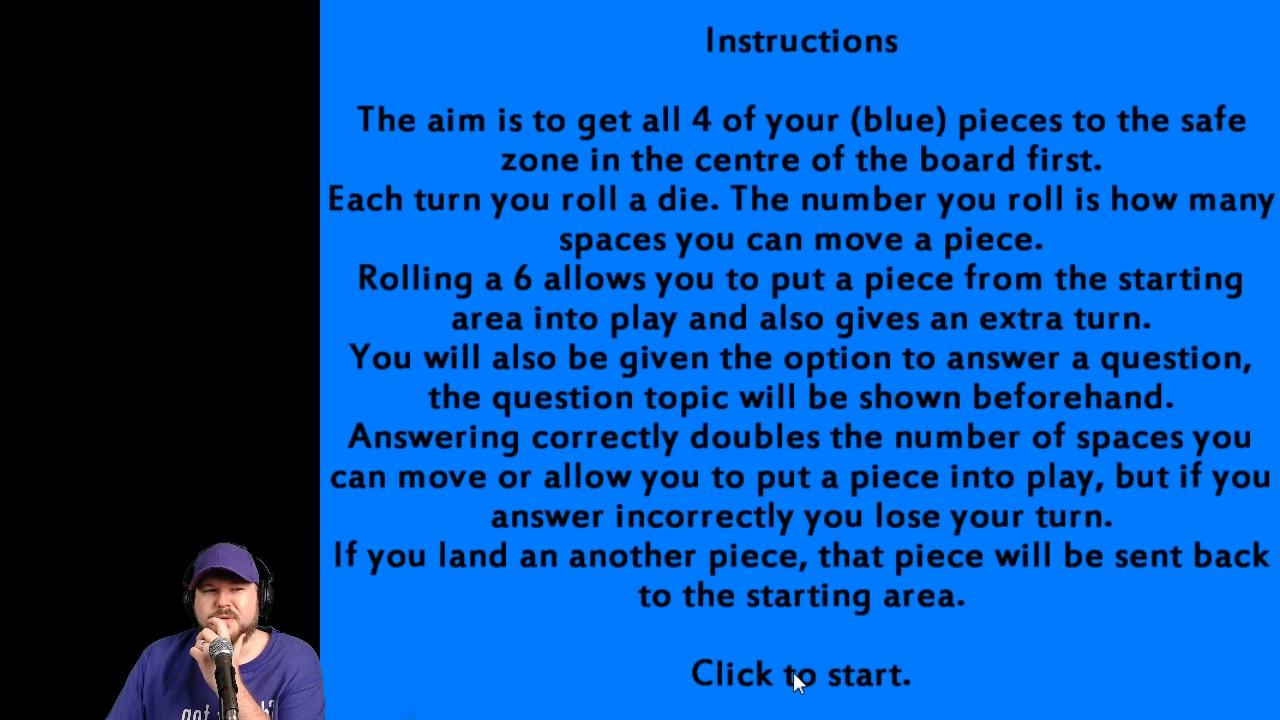 Instructions
The aim is to get all 4 of your (blue) pieces to the safe
zone in the centre of the board first.
Each turn you roll a die. The number you roll is how many
spaces you can move a piece.
Rolling a 6 allows you to put a piece from the starting
area into play and also gives an extra turn.
You will also be given the option to answer a question,
the question topic will be shown beforehand.
Answering correctly doubles the number of spaces you
can move or allow you to put a piece into play, but if you
answer incorrectly you lose your turn.
If you land an another piece, that piece will be sent back
to the starting area.
Click to start.
got